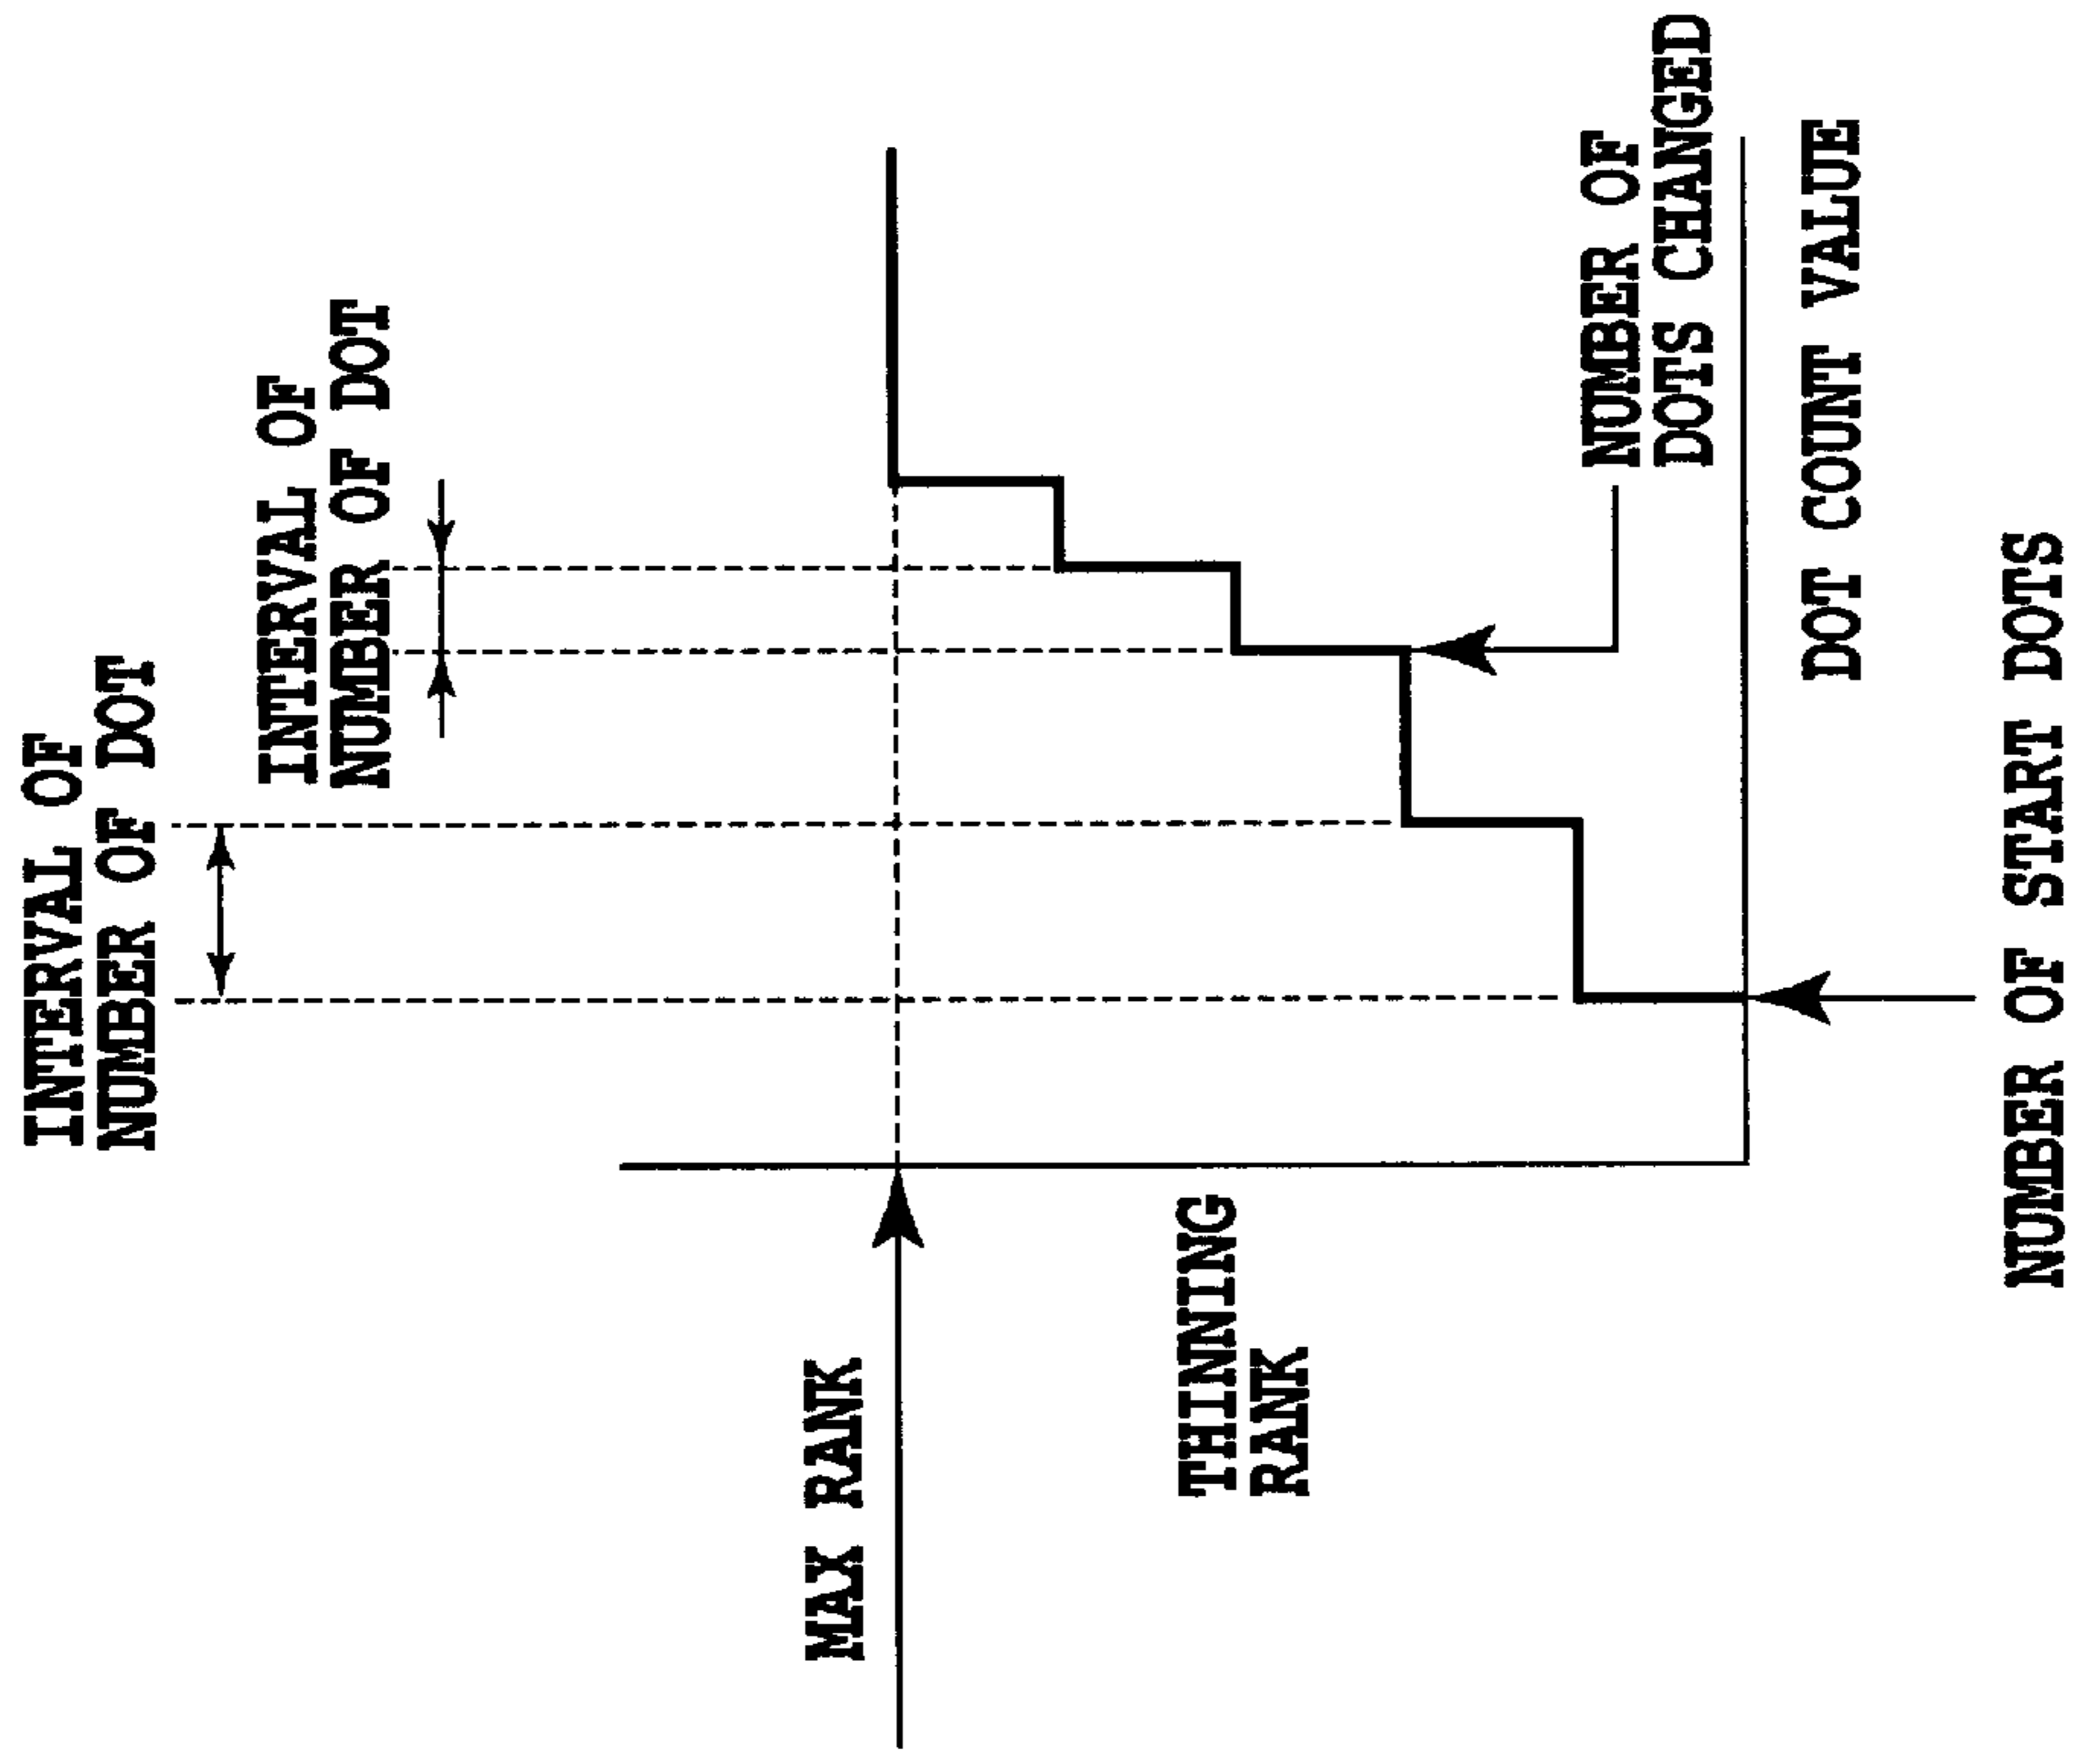 INTERVAL OF
NUMBER OF DOT
INTERVAL OF
NUMBER OF DOT
MAX RANK
THINNING
RANK
NUMBER OF
DOTS CHANGED
DOT COUNT VALUE
NUMBER OF START DOTS